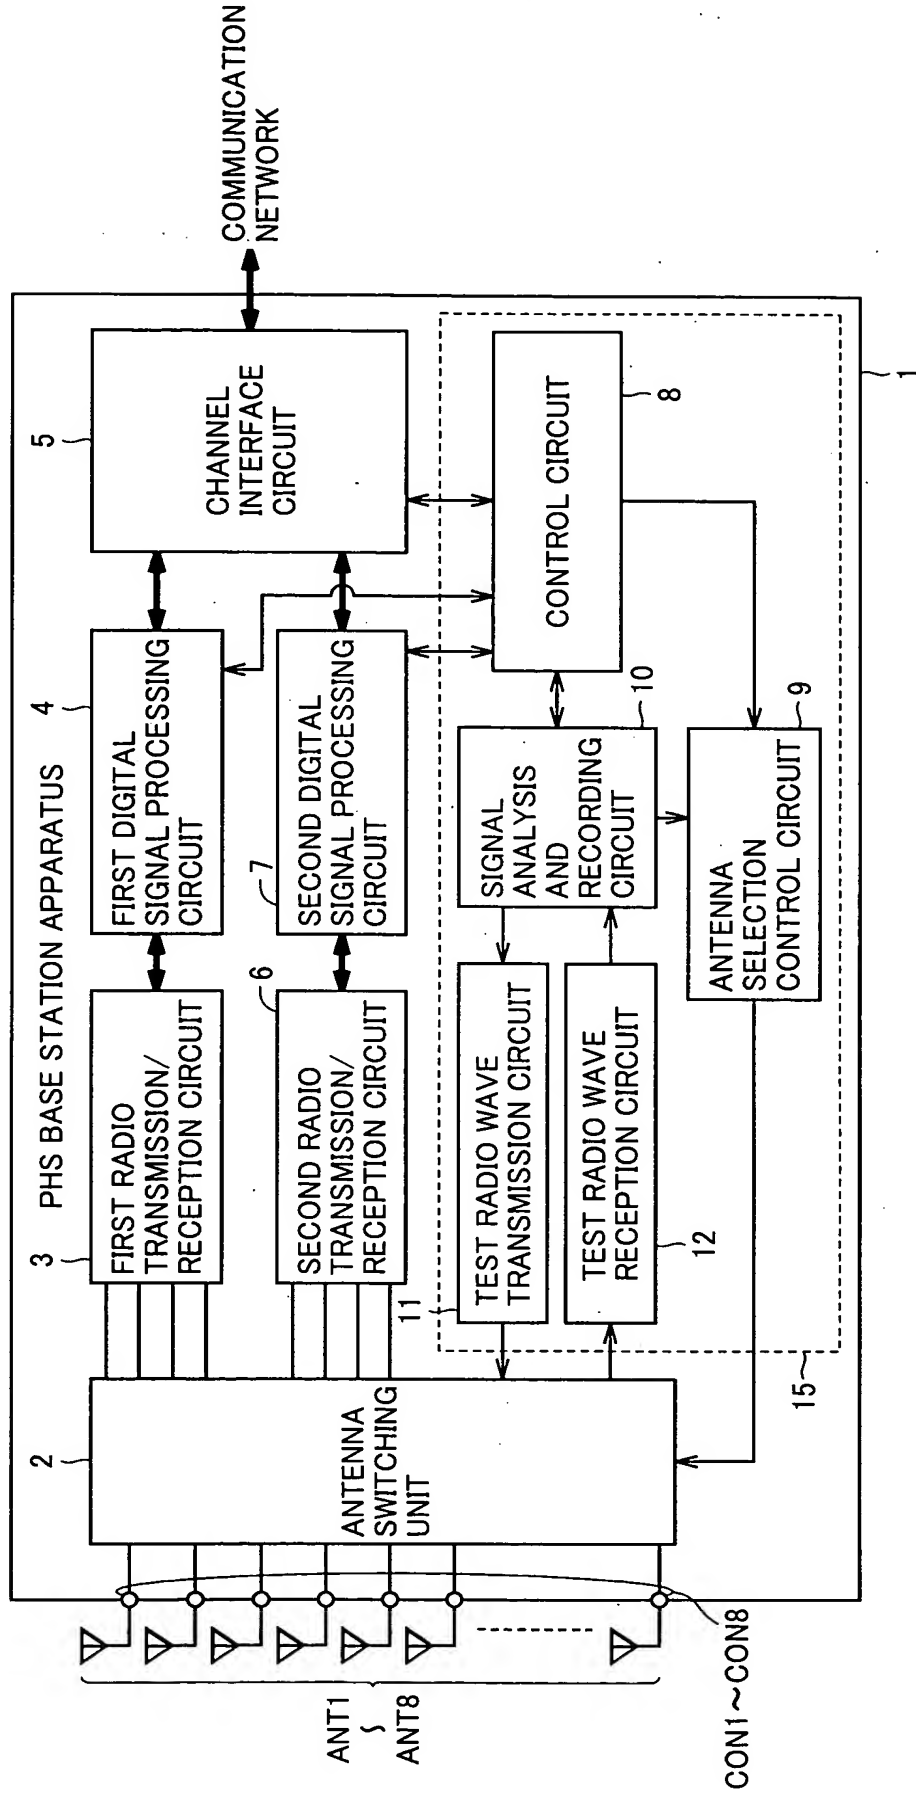 PHS BASE STATION APPARATUS
1
ANT1
~
ANT8
CON1~CON8
2
ANTENNA
SWITCHING
UNIT
3
FIRST RADIO
TRANSMISSION/
RECEPTION CIRCUIT
4
FIRST DIGITAL
SIGNAL PROCESSING
CIRCUIT
5
CHANNEL
INTERFACE
CIRCUIT
COMMUNICATION
NETWORK
6
SECOND RADIO
TRANSMISSION/
RECEPTION CIRCUIT
7
SECOND DIGITAL
SIGNAL PROCESSING
CIRCUIT
8
CONTROL CIRCUIT
11
TEST RADIO WAVE
TRANSMISSION CIRCUIT
12
TEST RADIO WAVE
RECEPTION CIRCUIT
10
SIGNAL
ANALYSIS
AND
RECORDING
CIRCUIT
9
ANTENNA
SELECTION
CONTROL CIRCUIT
15